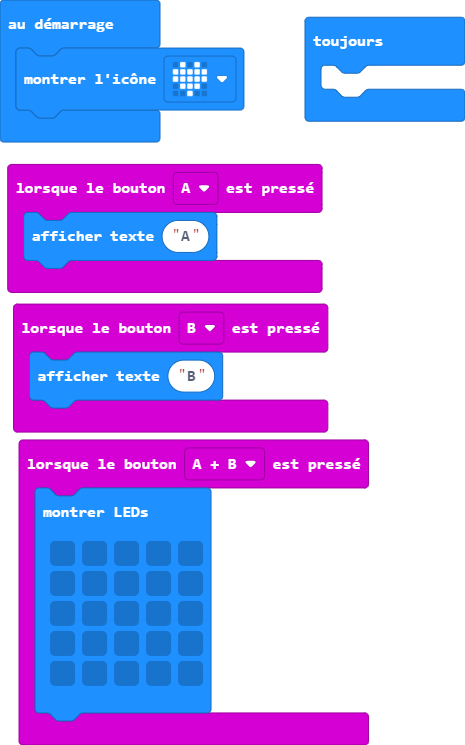 au démarrage
montrer l'icône
toujours
lorsque le bouton A est pressé
afficher texte "A"
lorsque le bouton B est pressé
afficher texte "B"
lorsque le bouton A + B est pressé
montrer LEDs